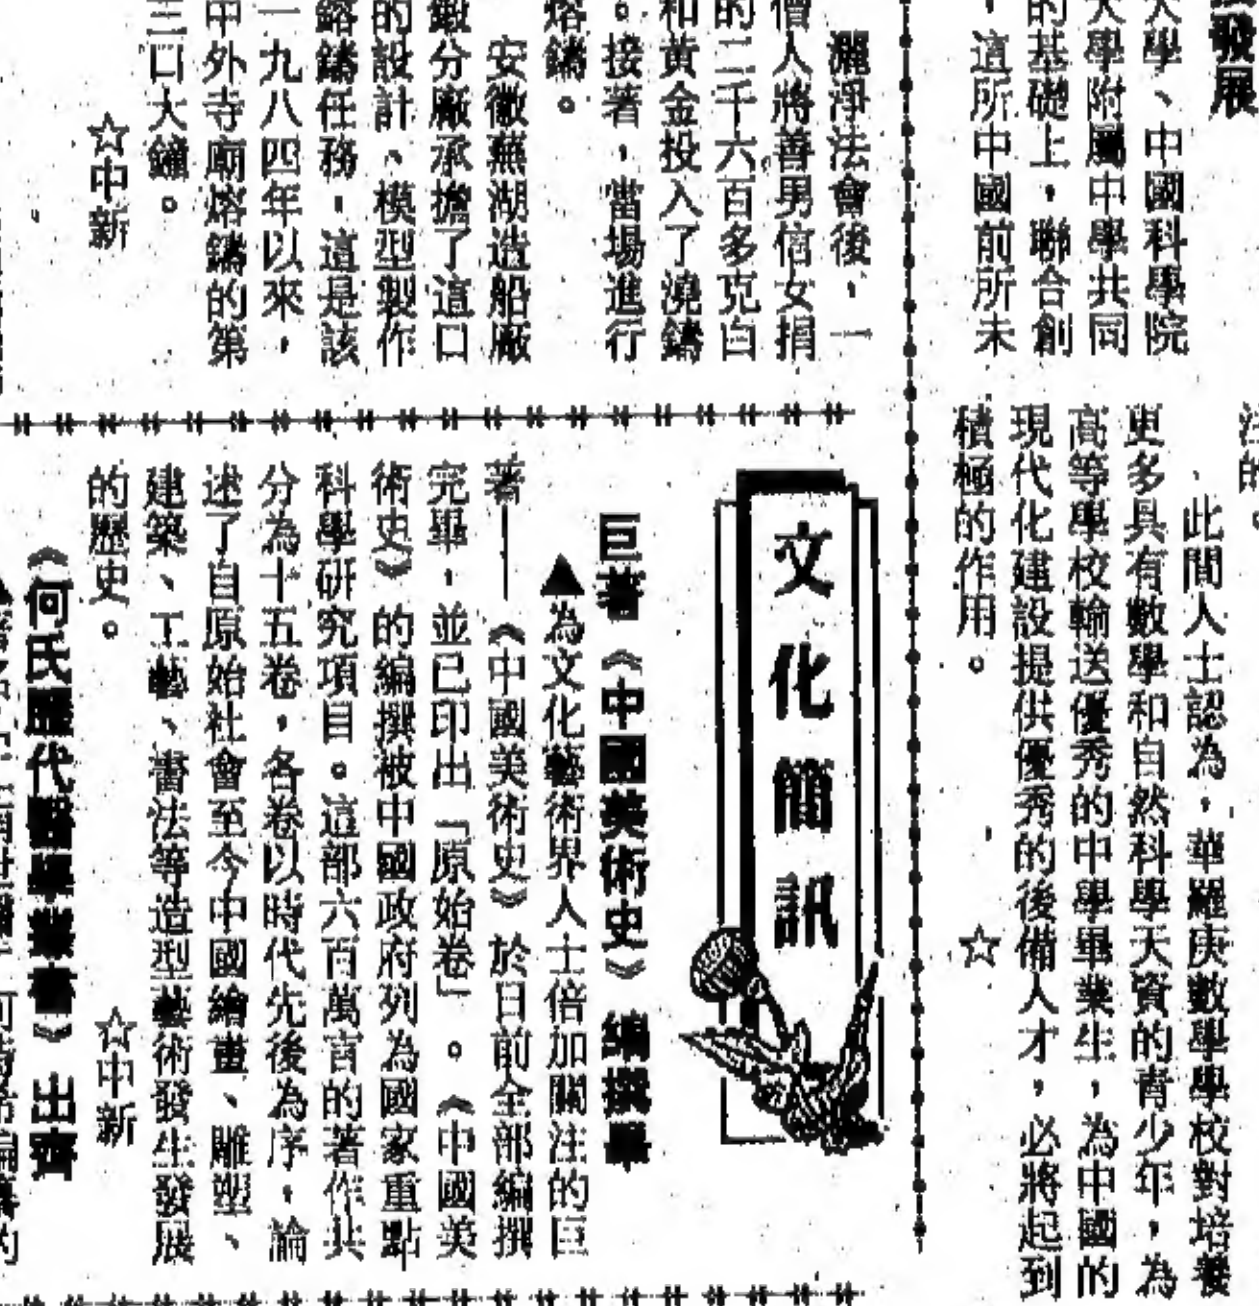 發展
大學、中國科學院
大學附屬中學共同
的基礎上，聯合創
，這所中國前所未
注的。
此間人士認為，華羅庚數學學校對培養
更多具有數學和自然科學天資的青少年，為
高等學校輸送優秀的中學畢業生，為中國的
現代化建設提供優秀的後備人才，必將起到
積極的作用。
☆
灑淨法會後，一
僧人將善男信女捐
的二千六百多克白
和黃金投入了澆鑄
。接著，當場進行
熔鑄。
安徽蕪湖造船廠
鍛分廠承擔了這口
的設計、模型製作
鎔鑄任務，這是該
一九八四年以來，
甲外寺廟熔鑄的第
三口大鐘。
☆中新
文化簡訊
巨著《中國美術史》編撰畢
▲為文化藝術界人士倍加關注的巨
著——《中國美術史》於日前全部編撰
完畢，並已印出「原始卷」。《中國美
術史》的編撰被中國政府列為國家重點
科學研究項目。這部六百萬言的著作共
分為十五卷，各卷以時代先後為序，論
述了自原始社會至今中國繪畫、雕塑、
建築、工藝、書法等造型藝術發生發展
的歷史。
☆中新
《何氏歷代醫學叢書》出齊